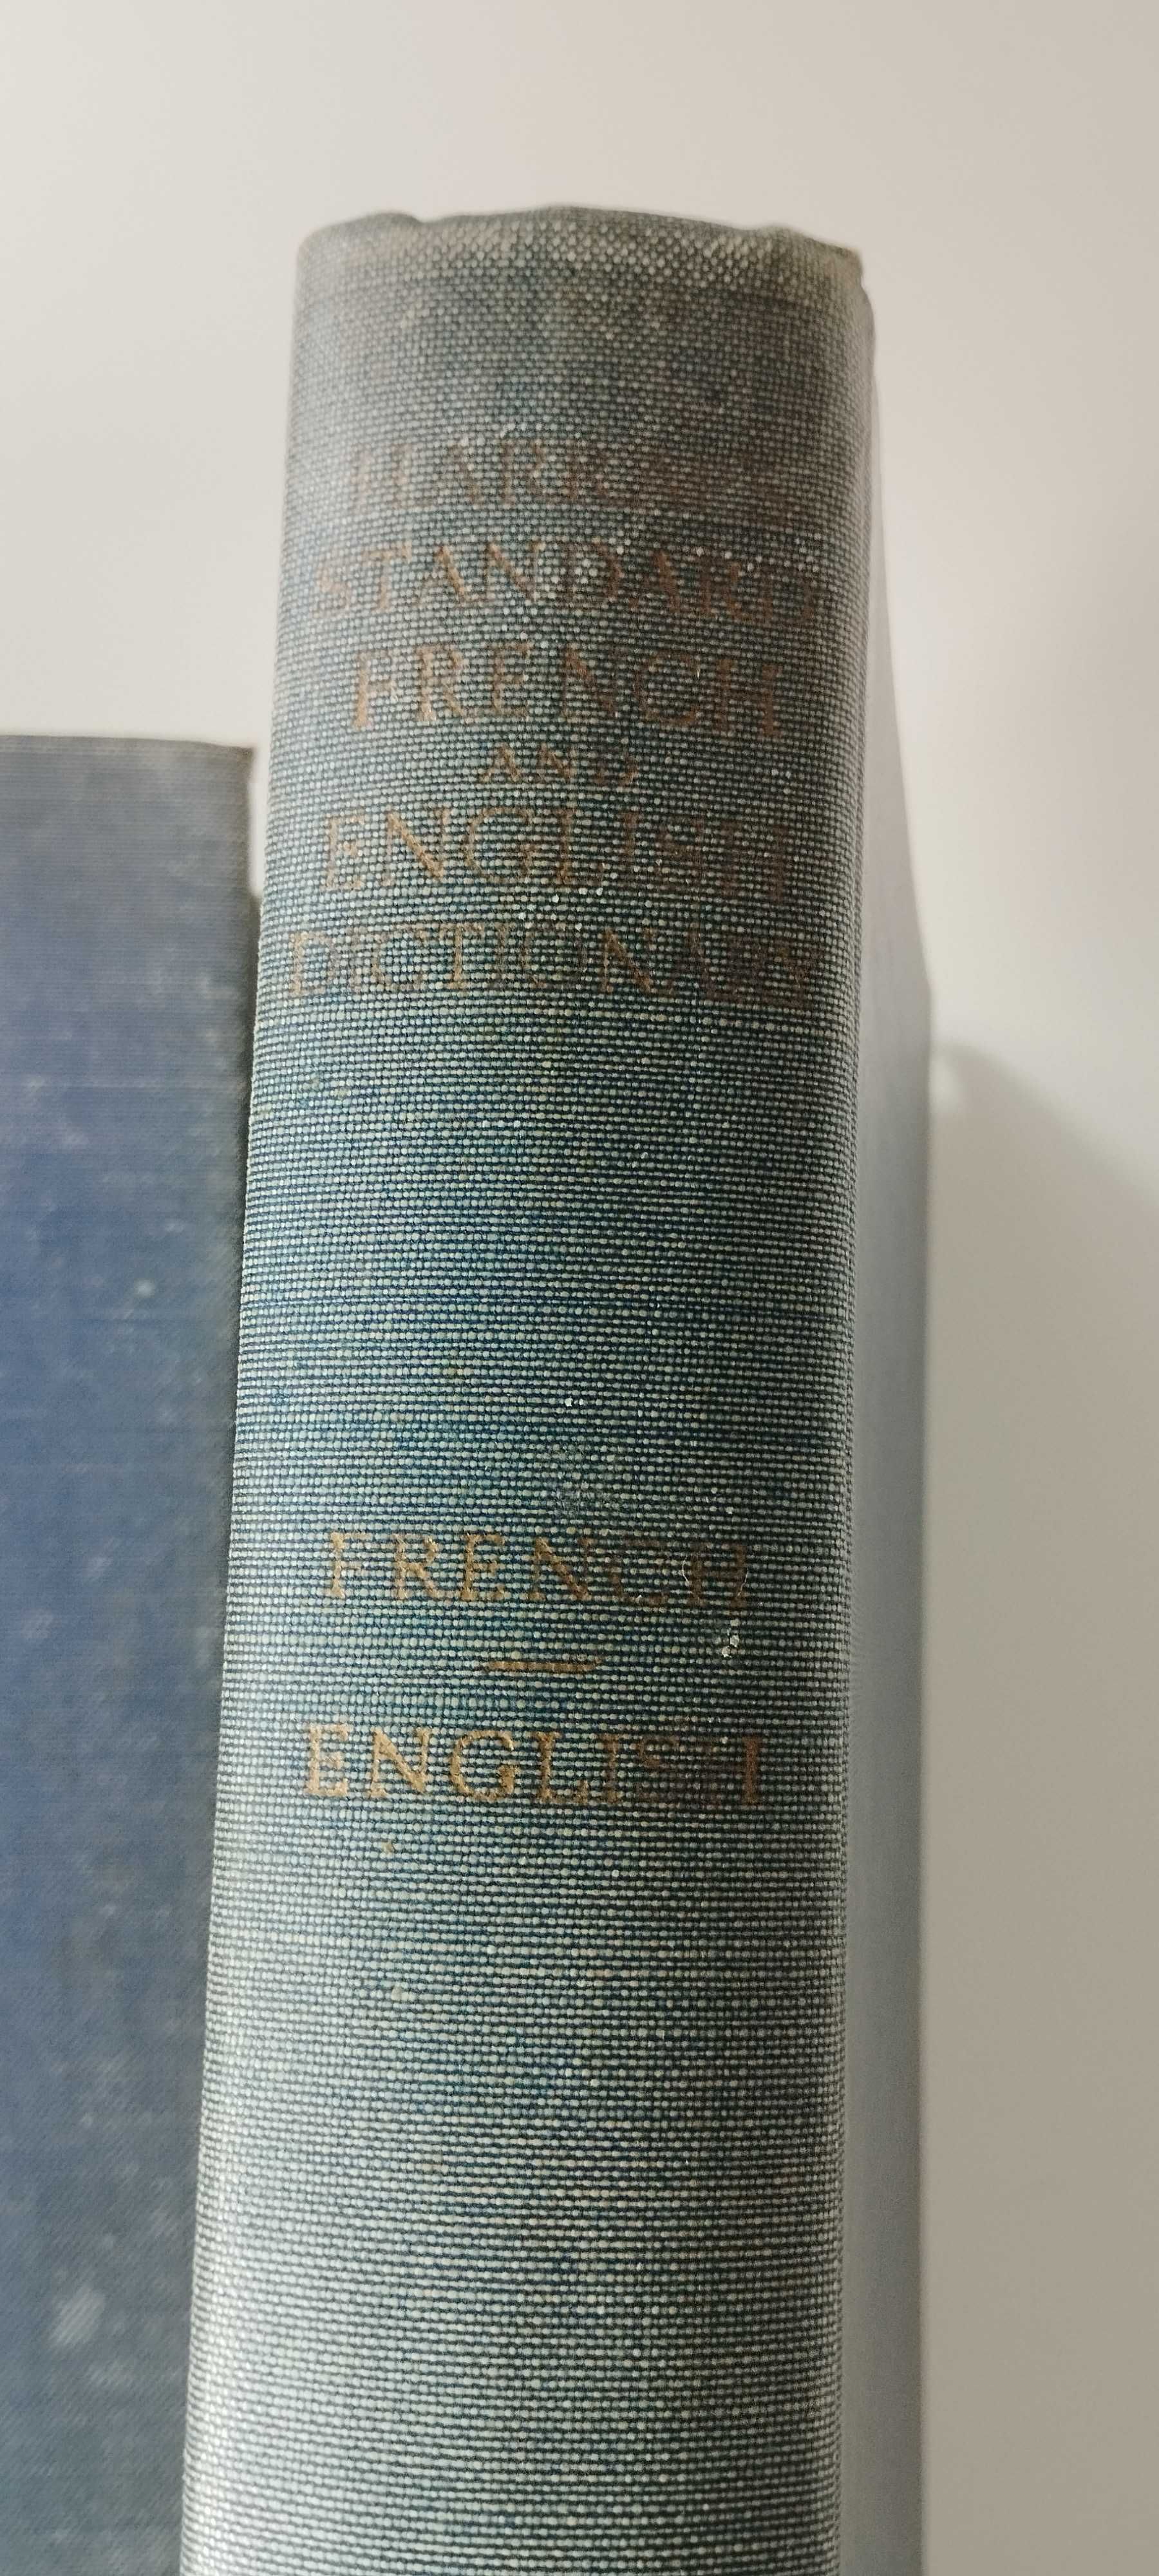 STANDARD
FRENCH
AND
ENGLISH
DICTIONARY
FRENCH
ENGLISH